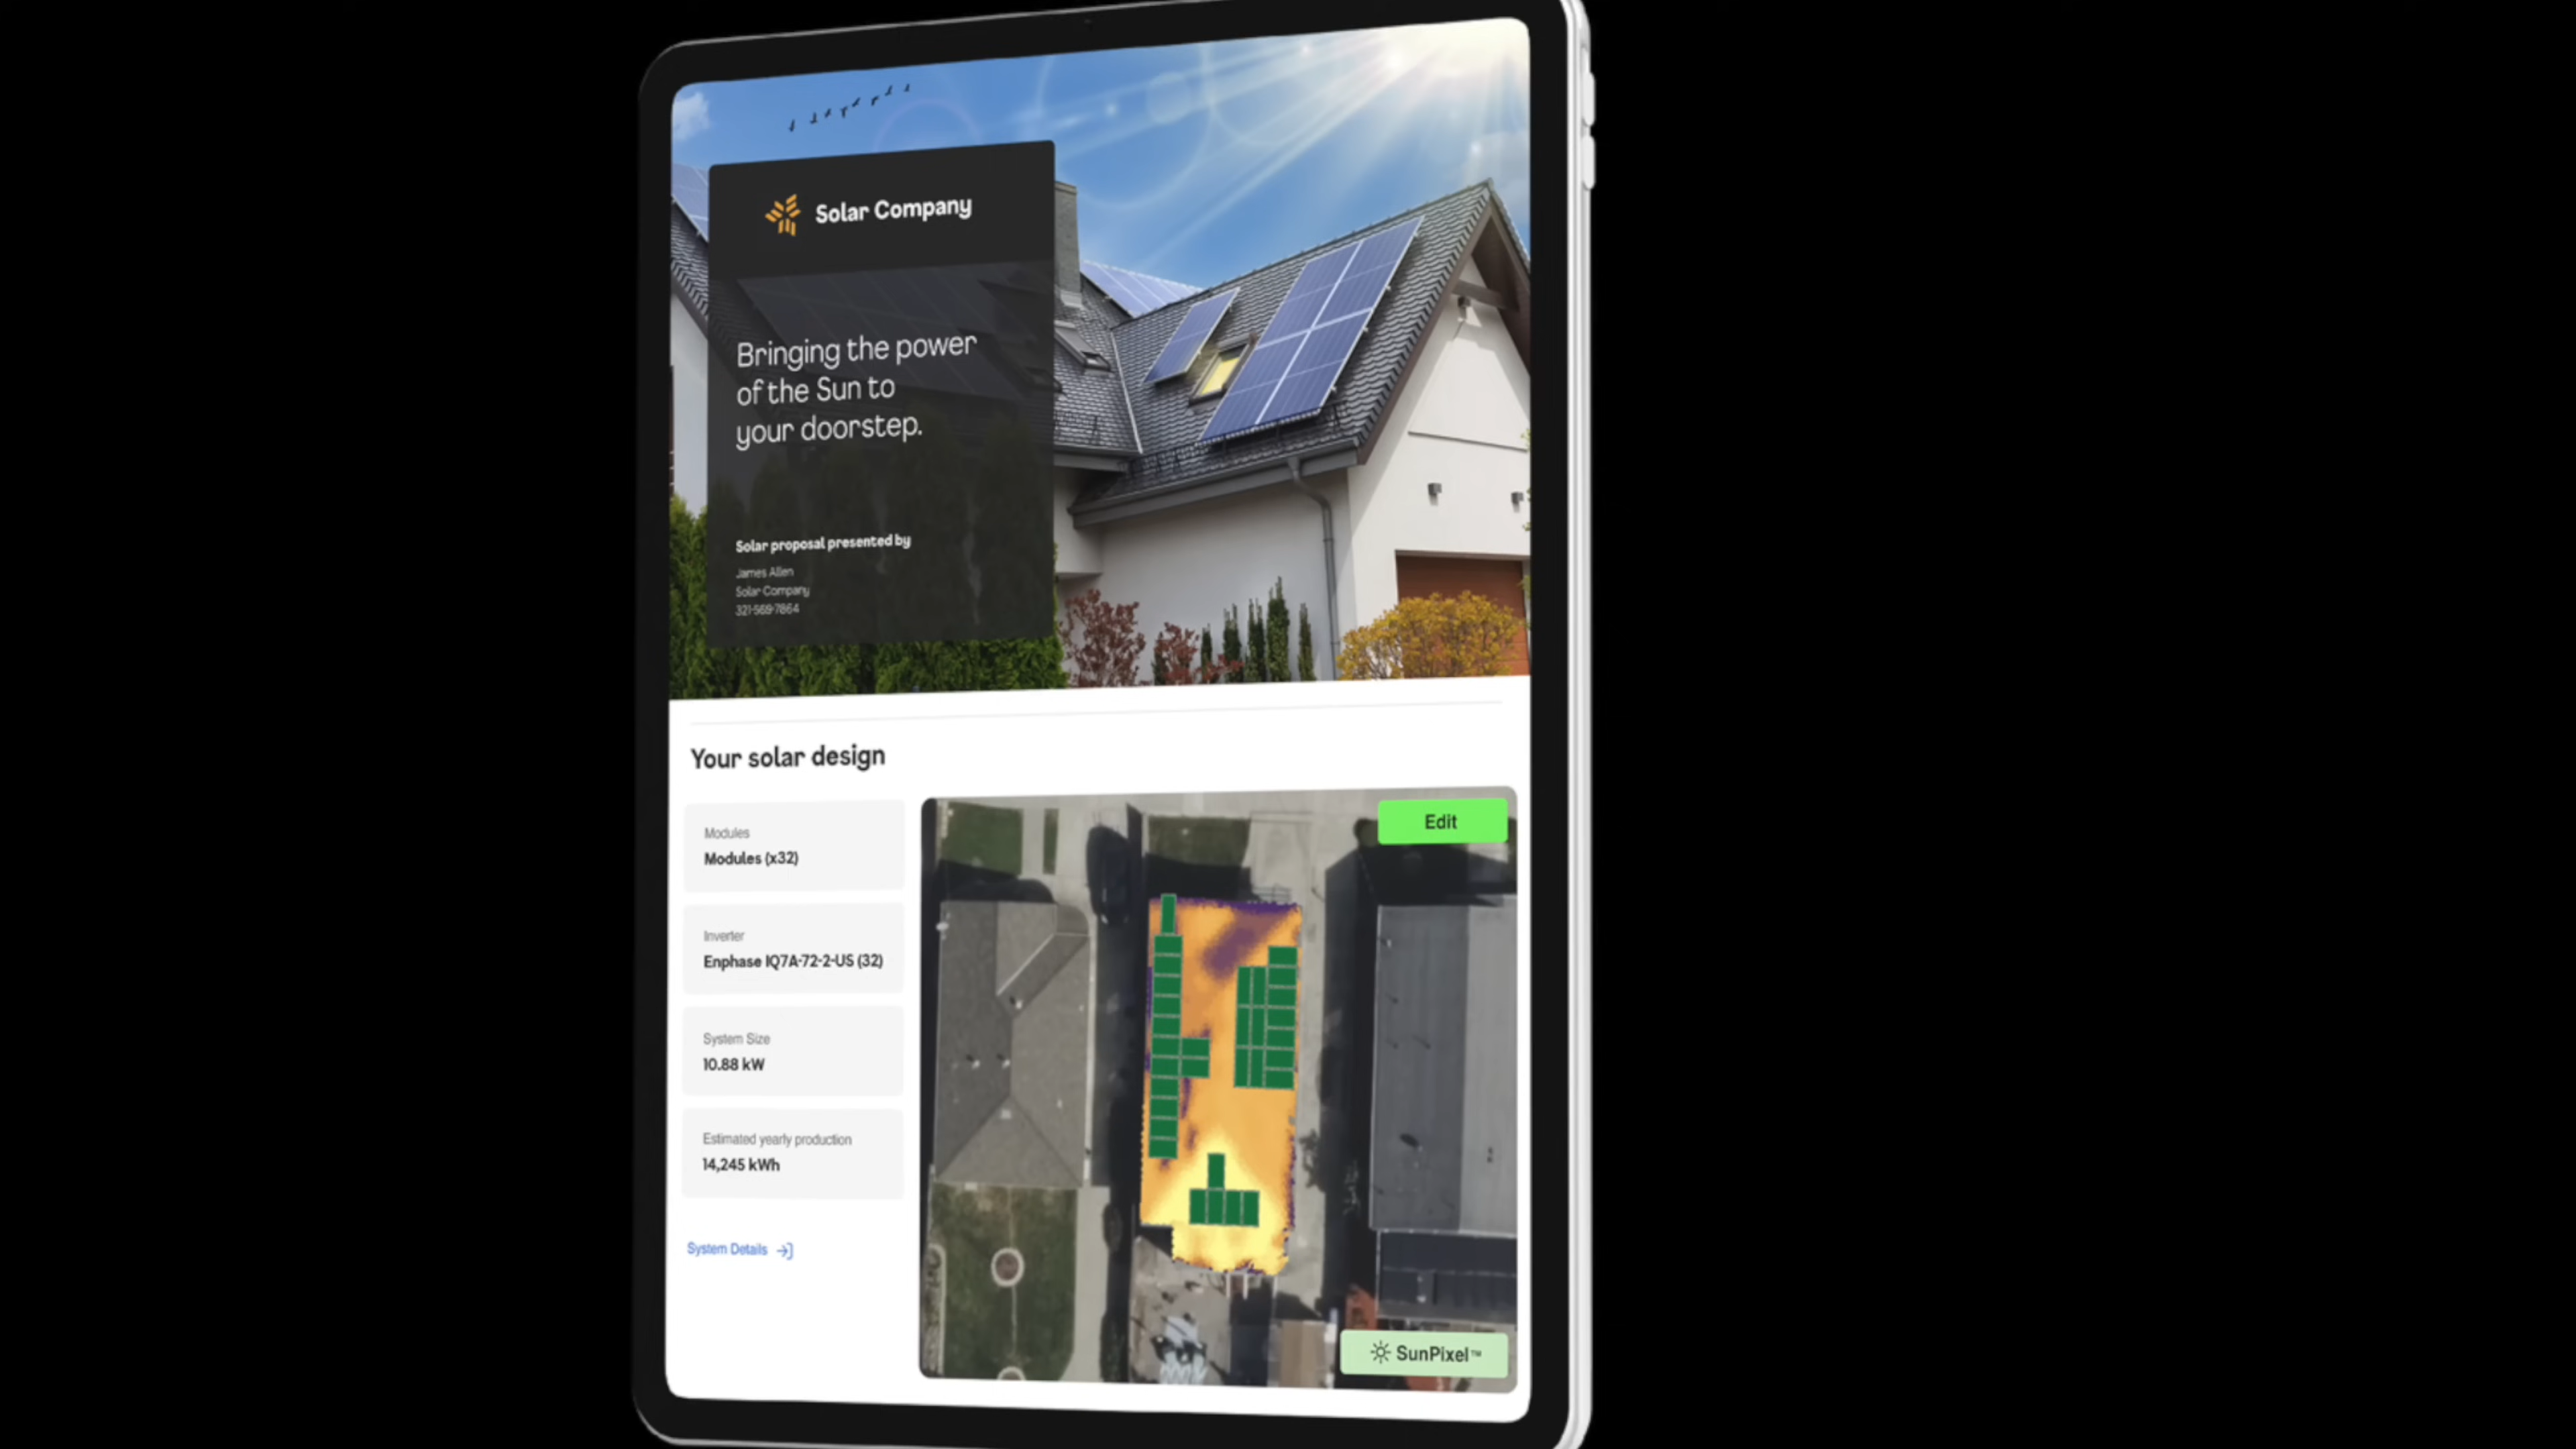 Solar Company
Bringing the power
of the Sun to
your doorstep.
Solar proposal presented by
James Allen
Solar Company
321-569-7864
Your solar design
Modules
Modules (x32)
Inverter
Enphase IQ7A-72-2-US (32)
System Size
10.88 kW
Estimated yearly production
14,245 kWh
System Details
Edit
SunPixel™